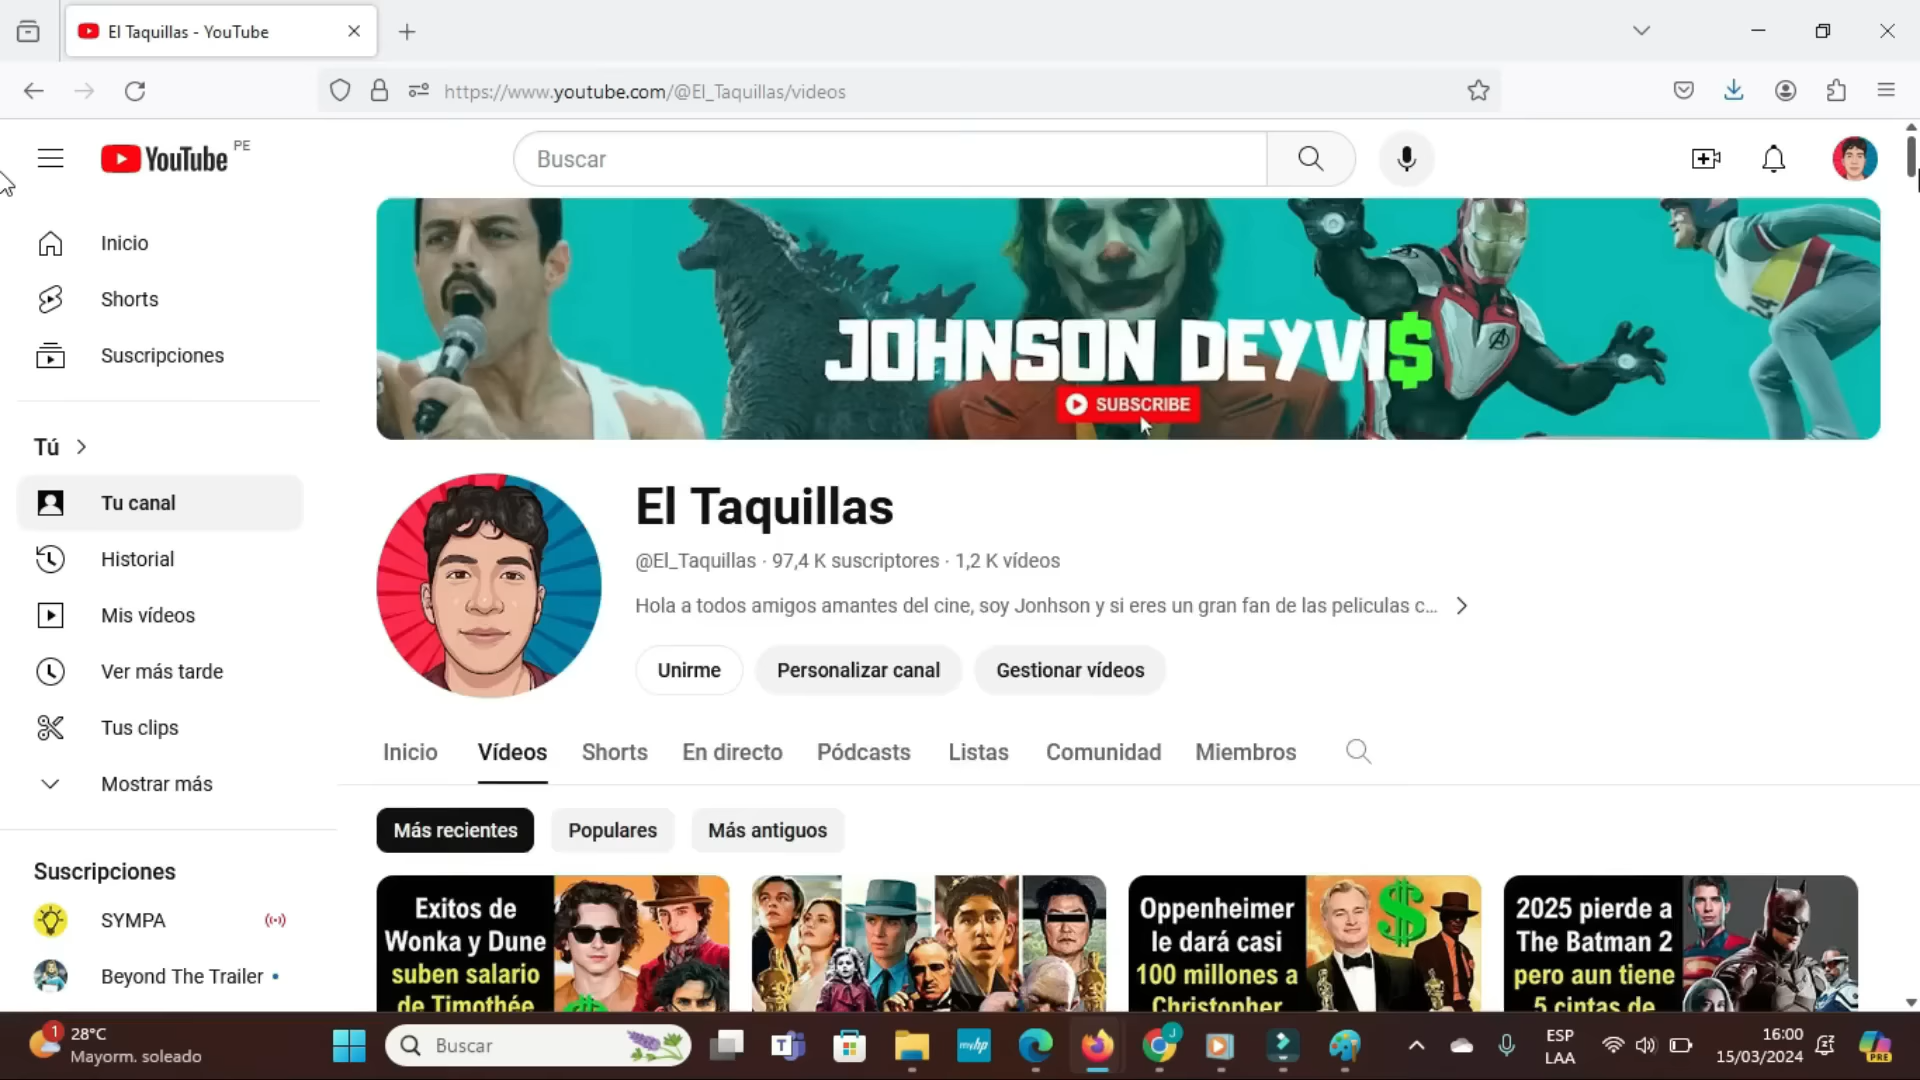 El Taquillas - YouTube
https://www.youtube.com/@El_Taquillas/videos
YouTube PE
Buscar
Inicio
Shorts
Suscripciones
Tú
Tu canal
Historial
Mis vídeos
Ver más tarde
Tus clips
Mostrar más
Suscripciones
SYMPA
Beyond The Trailer
JOHNSON DEYVI$
SUBSCRIBE
El Taquillas
@El_Taquillas · 97,4 K suscriptores · 1,2 K vídeos
Hola a todos amigos amantes del cine, soy Jonhson y si eres un gran fan de las peliculas c...
Unirme Personalizar canal Gestionar vídeos
Inicio Vídeos Shorts En directo Pódcasts Listas Comunidad Miembros
Más recientes Populares Más antiguos
Exitos de
Wonka y Dune
suben salario
de Timothée
Oppenheimer
le dará casi
100 millones a
Christopher
2025 pierde a
The Batman 2
pero aun tiene
5 cintas de
1
28°C
Mayorm. soleado
Buscar
myhp
J
ESP
LAA
16:00
15/03/2024
PRE